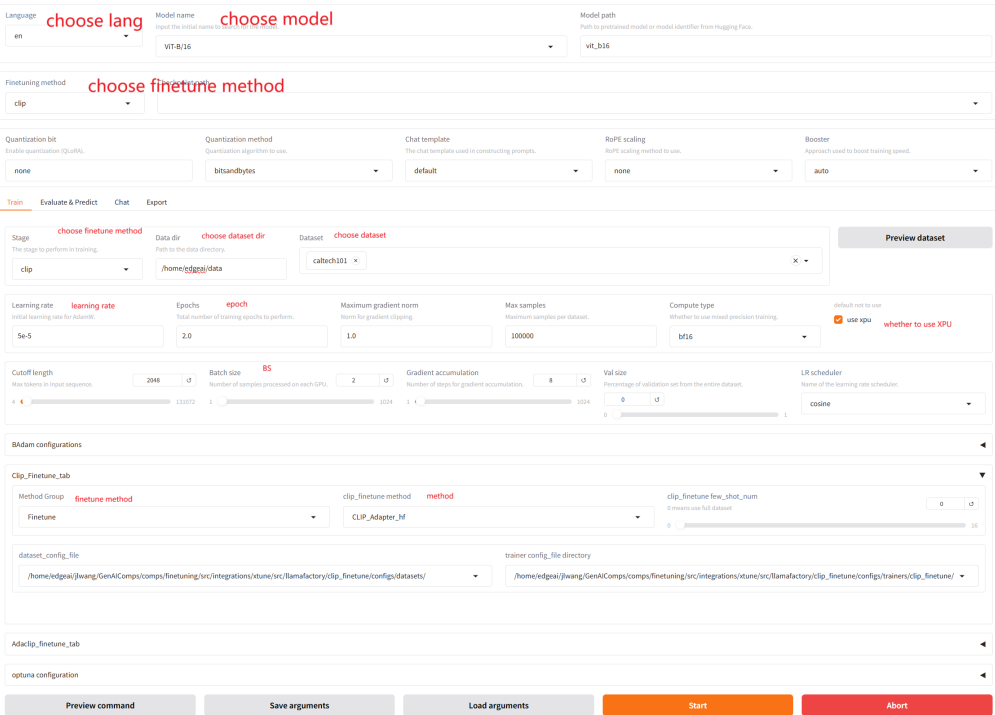 Language
choose lang
Model name
choose model
Model path
Input the initial name to search for the model.
Path to pretrained model or model identifier from Hugging Face.
en
ViT-B/16
vit_b16
Finetuning method
choose finetune method
Checkpoint path
clip
Quantization bit
Quantization method
Chat template
RoPE scaling
Booster
Enable quantization (QLoRA).
Quantization algorithm to use.
The chat template used in constructing prompts.
RoPE scaling method to use.
Approach used to boost training speed.
none
bitsandbytes
default
none
auto
Train
Evaluate & Predict
Chat
Export
Stage
choose finetune method
Data dir
choose dataset dir
Dataset
choose dataset
Preview dataset
The stage to perform in training.
Path to the data directory.
clip
/home/edgeai/data
caltech101 ×
×
Learning rate
learning rate
Epochs
epoch
Maximum gradient norm
Max samples
Compute type
default not to use
Initial learning rate for AdamW.
Total number of training epochs to perform.
Norm for gradient clipping.
Maximum samples per dataset.
Whether to use mixed precision training.
use xpu
whether to use XPU
5e-5
2.0
1.0
100000
bf16
Cutoff length
Batch size
BS
Gradient accumulation
Val size
LR scheduler
Max tokens in input sequence.
2048
Number of samples processed on each GPU.
2
Number of steps for gradient accumulation.
8
Percentage of validation set from the entire dataset.
Name of the learning rate scheduler.
0
cosine
4
131072
1
1024
1
1024
0
1
BAdam configurations
Clip_Finetune_tab
Method Group
finetune method
clip_finetune method
method
clip_finetune few_shot_num
0 means use full dataset
0
Finetune
CLIP_Adapter_hf
0
16
dataset_config_file
trainer config_file directory
/home/edgeai/jlwang/GenAIComps/comps/finetuning/src/integrations/xtune/src/llamafactory/clip_finetune/configs/datasets/
/home/edgeai/jlwang/GenAIComps/comps/finetuning/src/integrations/xtune/src/llamafactory/clip_finetune/configs/trainers/clip_finetune/
Adaclip_finetune_tab
optuna configuration
Preview command
Save arguments
Load arguments
Start
Abort